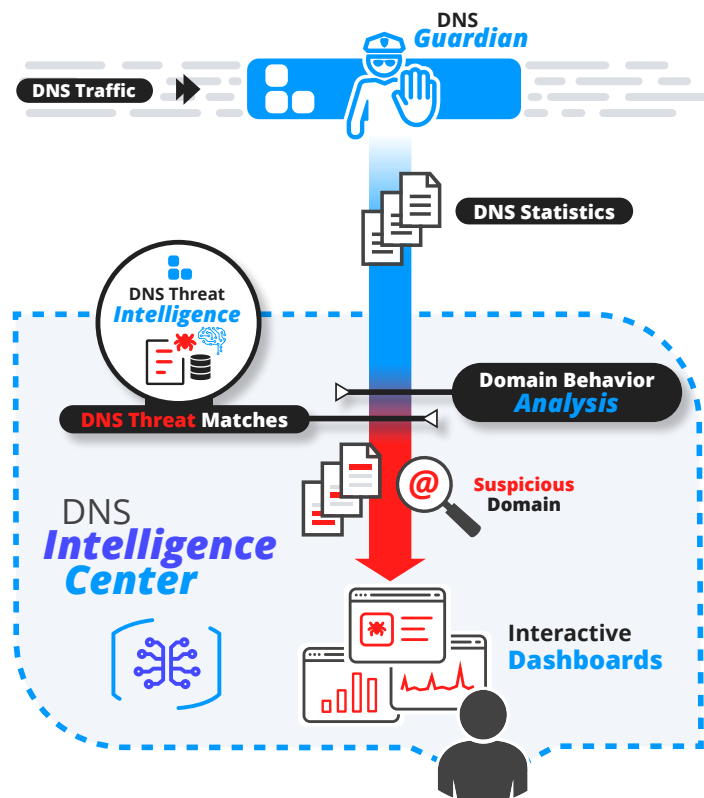 DNS
Guardian
DNS Traffic
DNS Statistics
DNS Threat
Intelligence
Domain Behavior
Analysis
DNS Threat Matches
@
Suspicious
Domain
DNS
Intelligence
Center
Interactive
Dashboards